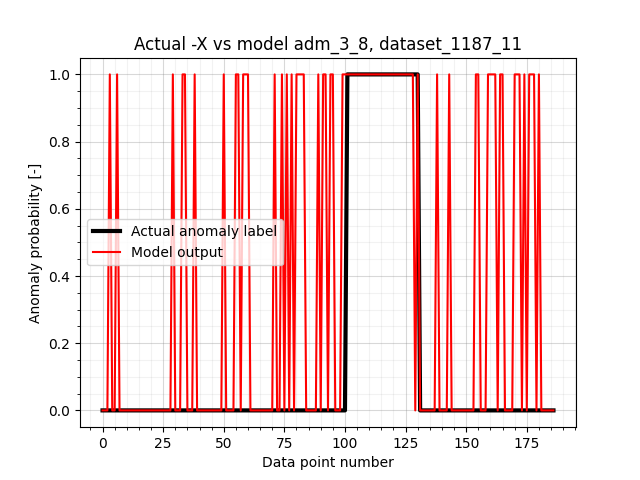 Actual -X vs model adm_3_8, dataset_1187_11
1.0
0.8
0.6
0.4
0.2
0.0
Anomaly probability [-]
Actual anomaly label
Model output
0 25 50 75 100 125 150 175
Data point number